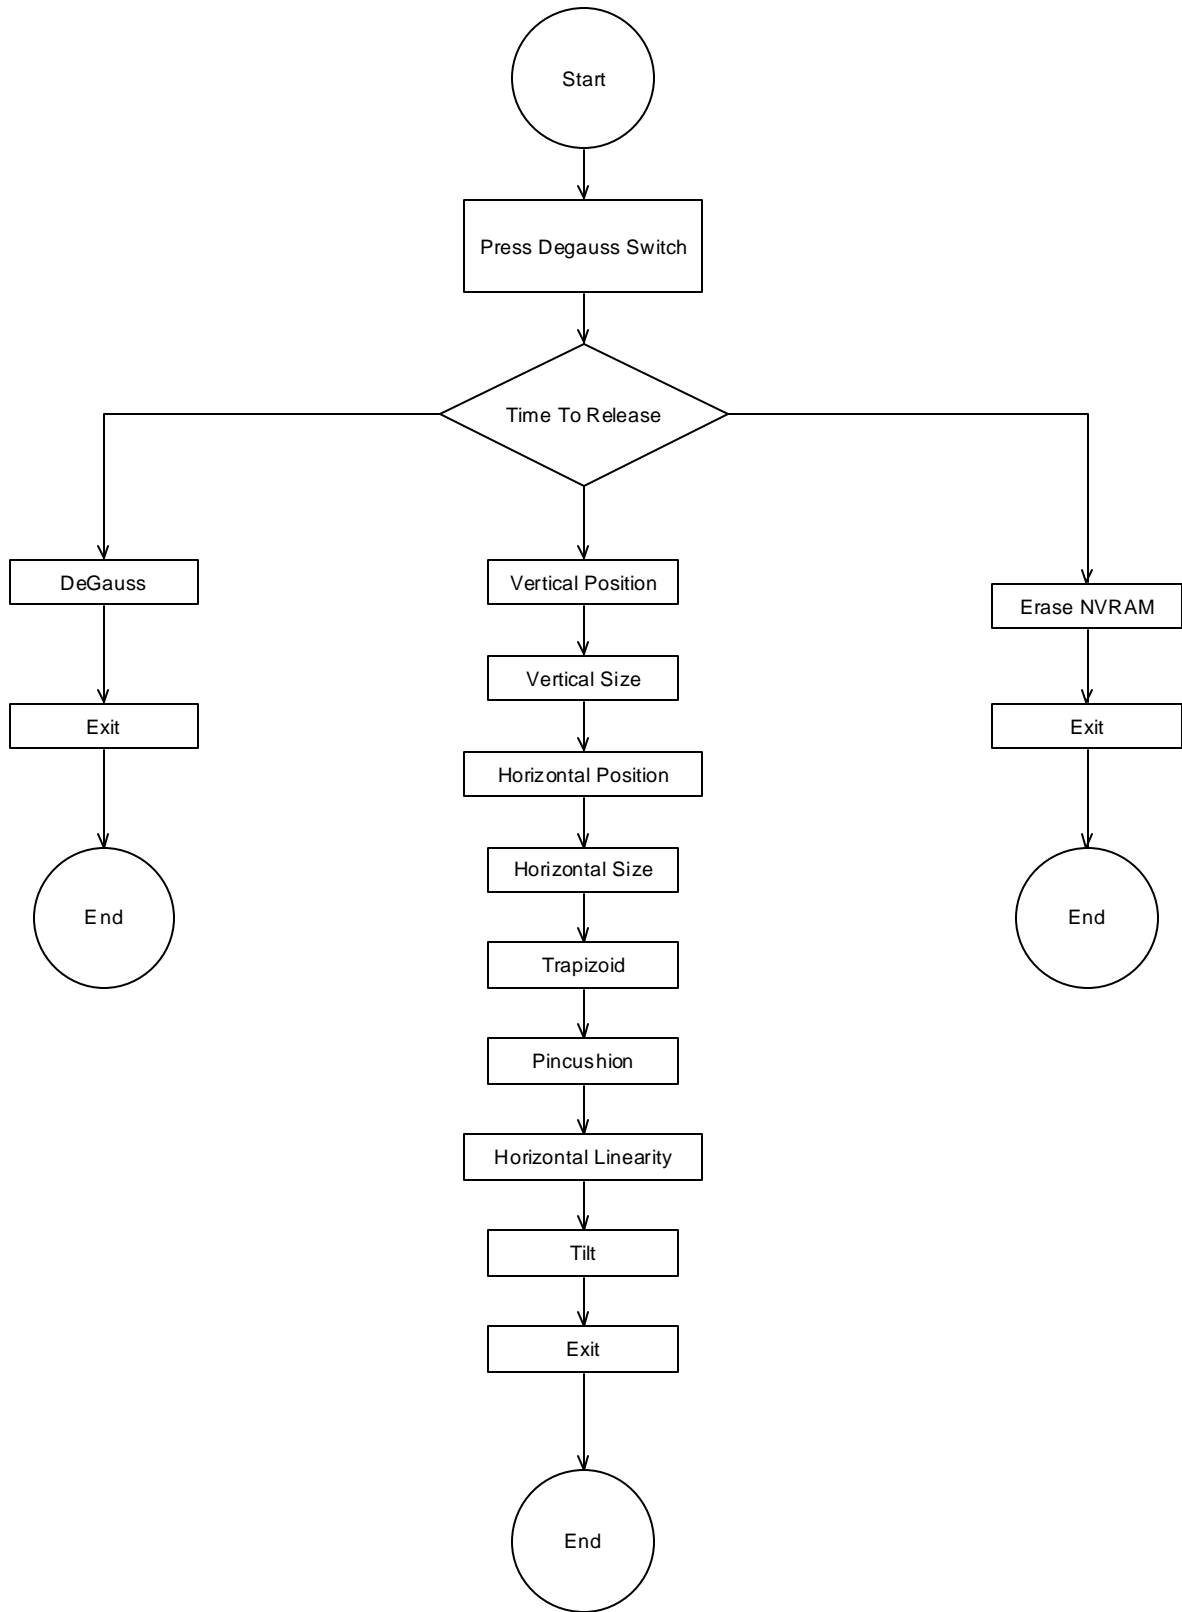 Start
Press Degauss Switch
Time To Release
DeGauss
Vertical Position
Erase NVRAM
Vertical Size
Exit
Horizontal Position
Exit
Horizontal Size
End
End
Trapizoid
Pincushion
Horizontal Linearity
Tilt
Exit
End